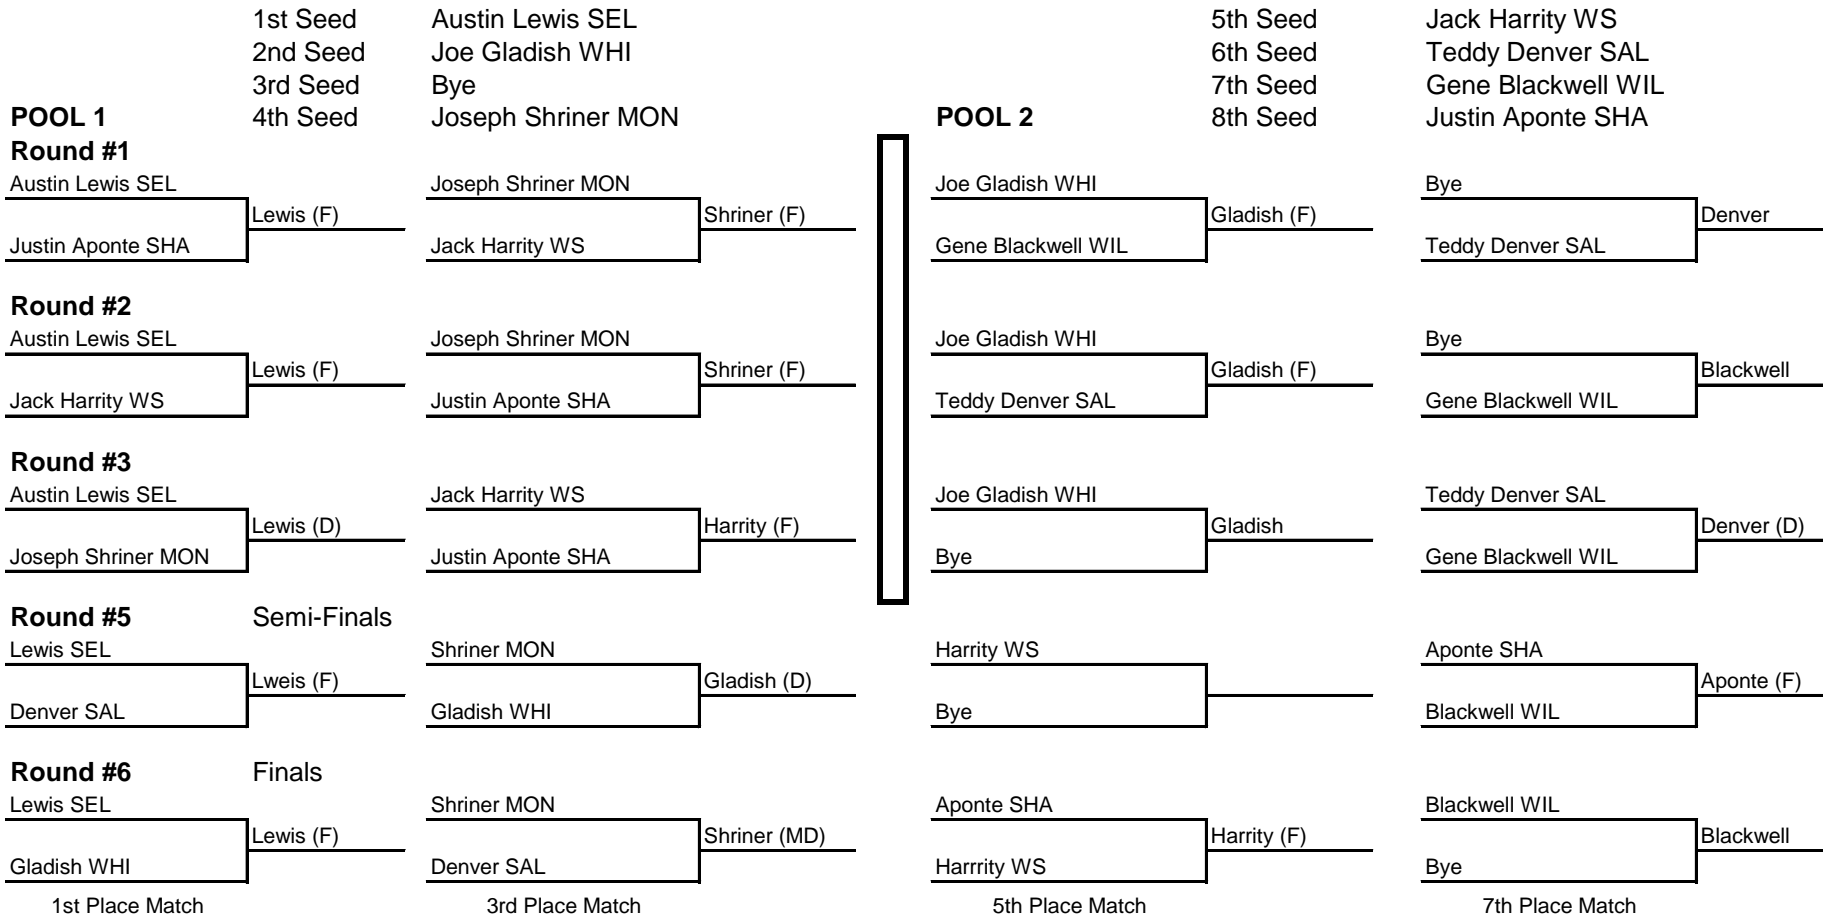 1st Seed Austin Lewis SEL 5th Seed Jack Harrity WS
2nd Seed Joe Gladish WHI 6th Seed Teddy Denver SAL
3rd Seed Bye 7th Seed Gene Blackwell WIL
POOL 1 4th Seed Joseph Shriner MON POOL 2 8th Seed Justin Aponte SHA
Round #1
Austin Lewis SEL Joseph Shriner MON Joe Gladish WHI Bye
Lewis (F) Shriner (F) Gladish (F) Denver
Justin Aponte SHA Jack Harrity WS Gene Blackwell WIL Teddy Denver SAL
Round #2
Austin Lewis SEL Joseph Shriner MON Joe Gladish WHI Bye
Lewis (F) Shriner (F) Gladish (F) Blackwell
Jack Harrity WS Justin Aponte SHA Teddy Denver SAL Gene Blackwell WIL
Round #3
Austin Lewis SEL Jack Harrity WS Joe Gladish WHI Teddy Denver SAL
Lewis (D) Harrity (F) Gladish Denver (D)
Joseph Shriner MON Justin Aponte SHA Bye Gene Blackwell WIL
Round #5 Semi-Finals
Lewis SEL Shriner MON Harrity WS Aponte SHA
Lweis (F) Gladish (D) Aponte (F)
Denver SAL Gladish WHI Bye Blackwell WIL
Round #6 Finals
Lewis SEL Shriner MON Aponte SHA Blackwell WIL
Lewis (F) Shriner (MD) Harrity (F) Blackwell
Gladish WHI Denver SAL Harrrity WS Bye
1st Place Match 3rd Place Match 5th Place Match 7th Place Match